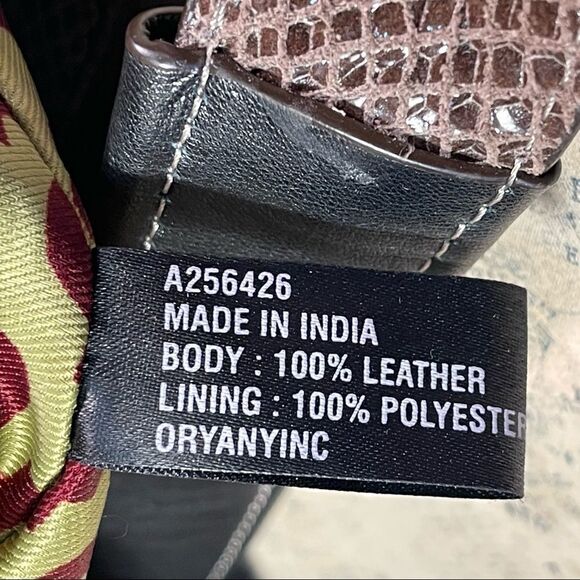 A256426
MADE IN INDIA
BODY : 100% LEATHER
LINING : 100% POLYESTER
ORYANYINC